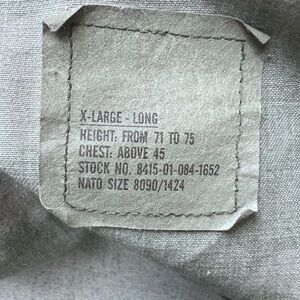 X-LARGE - LONG
HEIGHT: FROM 71 TO 75
CHEST: ABOVE 45
STOCK NO. 8415-01-084-1652
NATO SIZE 8090/1424